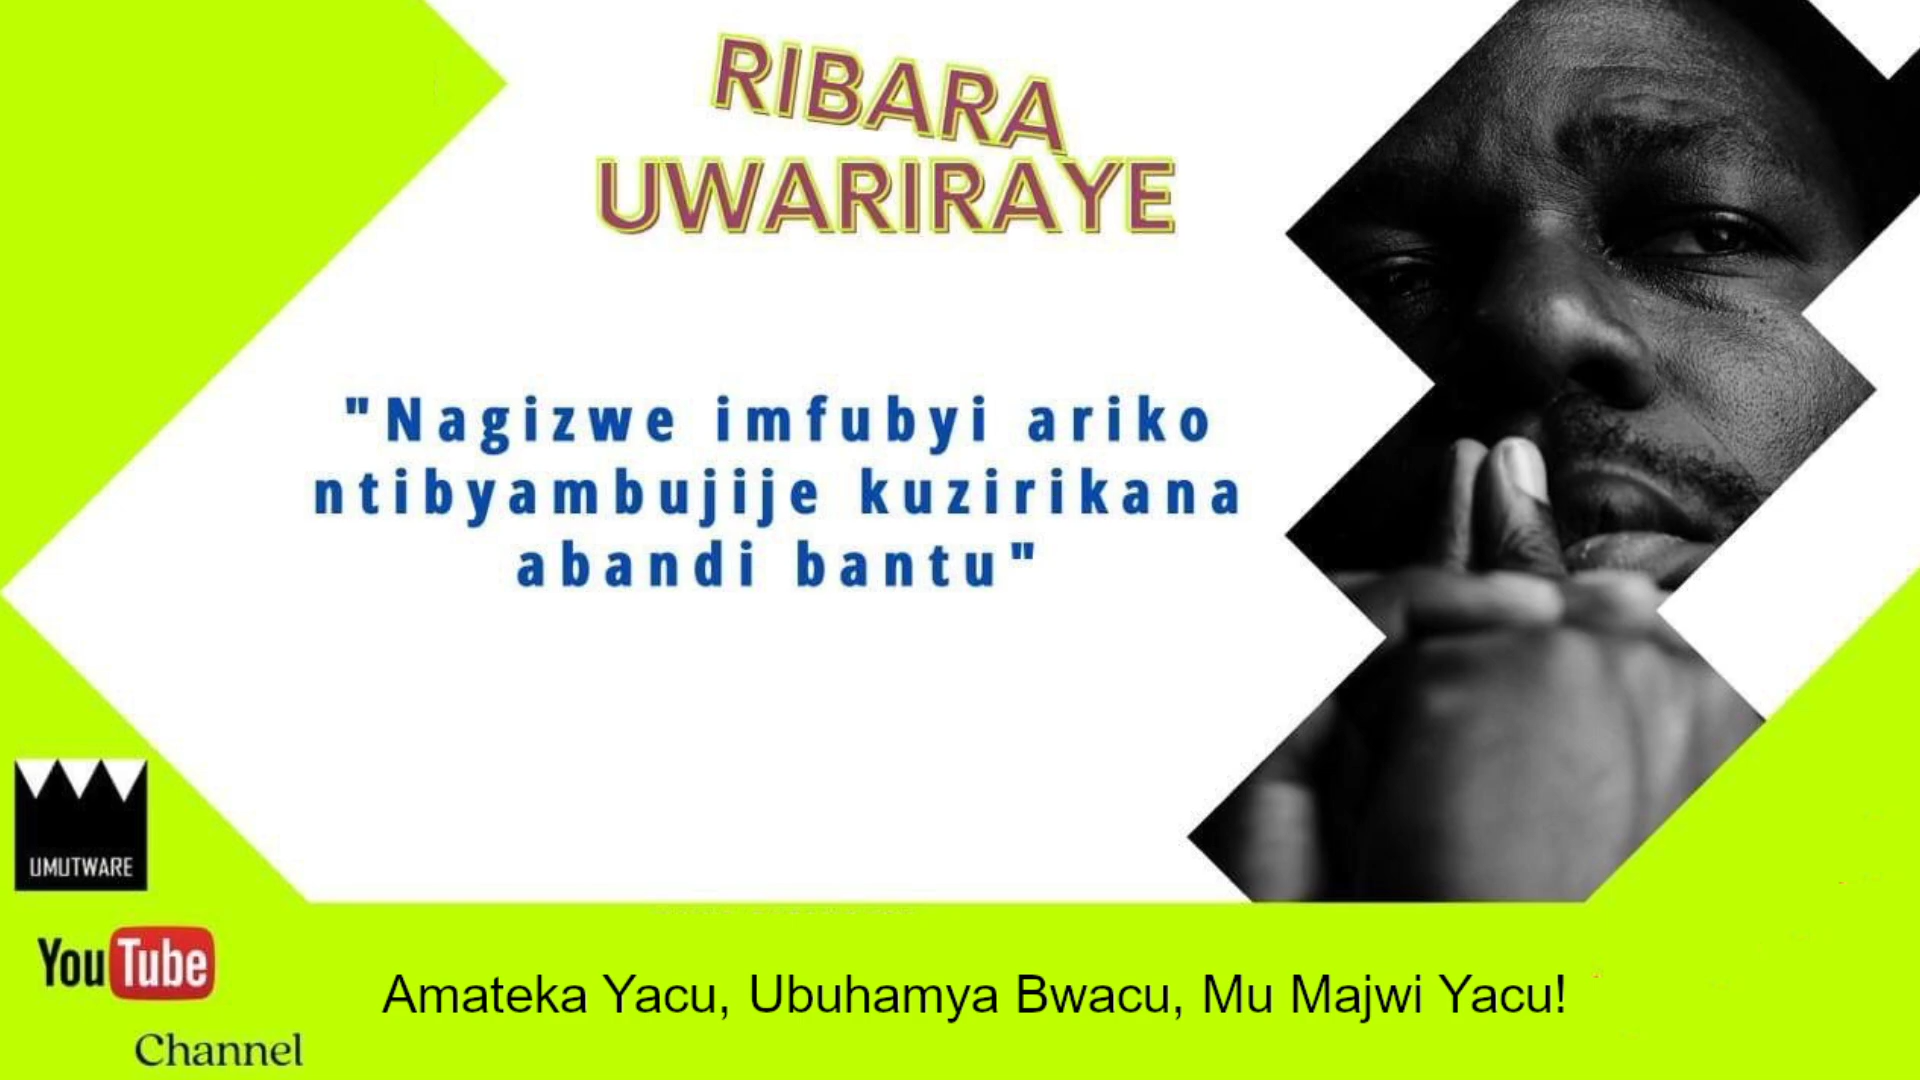 RIBARA
UWARIRAYE
"Nagizwe imfubyi ariko
ntibyambujije kuzirikana
abandi bantu"
UMUTWARE
YouTube
Channel
Amateka Yacu, Ubuhamya Bwacu, Mu Majwi Yacu!